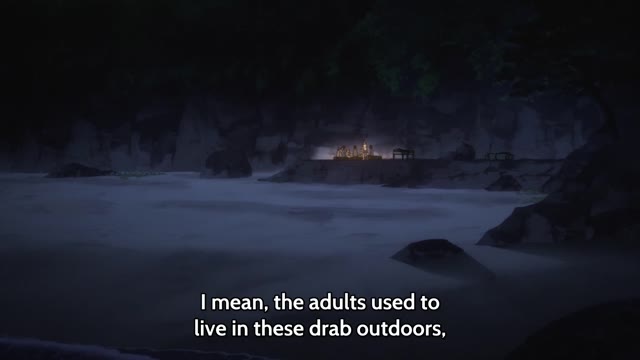 I mean, the adults used to
live in these drab outdoors,